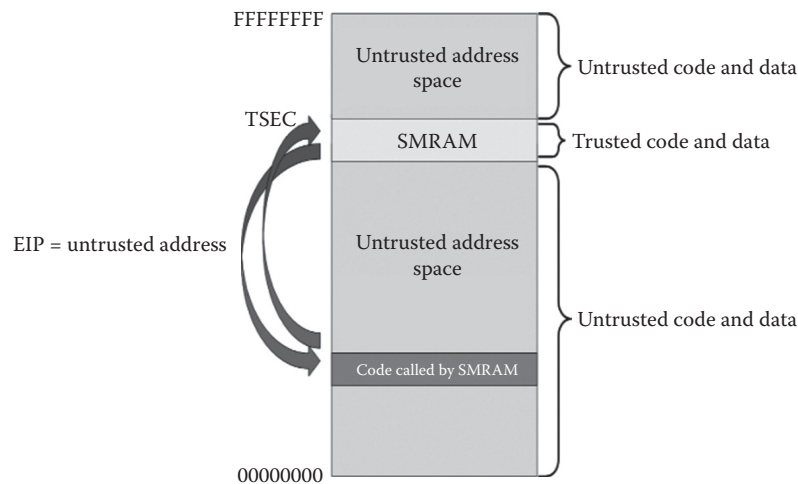 FFFFFFFF
Untrusted address
space
Untrusted code and data
TSEC
SMRAM
Trusted code and data
EIP = untrusted address
Untrusted address
space
Untrusted code and data
Code called by SMRAM
00000000